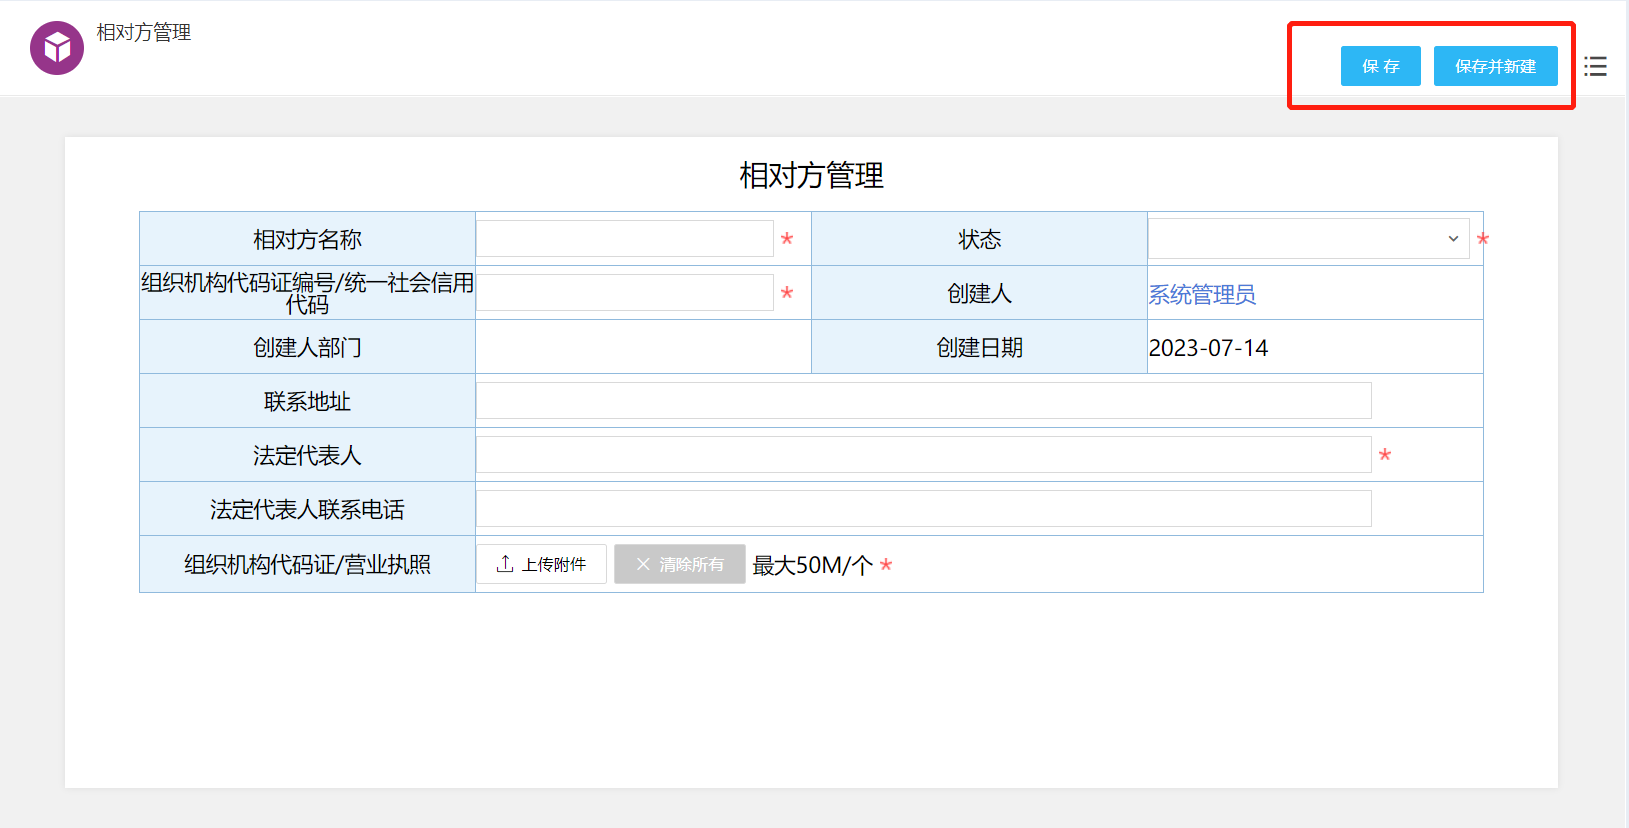 相对方管理
保 存
保存并新建
相对方管理
相对方名称
*
状态
*
组织机构代码证编号/统一社会信用
代码
*
创建人
系统管理员
创建人部门
创建日期
2023-07-14
联系地址
法定代表人
*
法定代表人联系电话
组织机构代码证/营业执照
上传附件
清除所有
最大50M/个 *